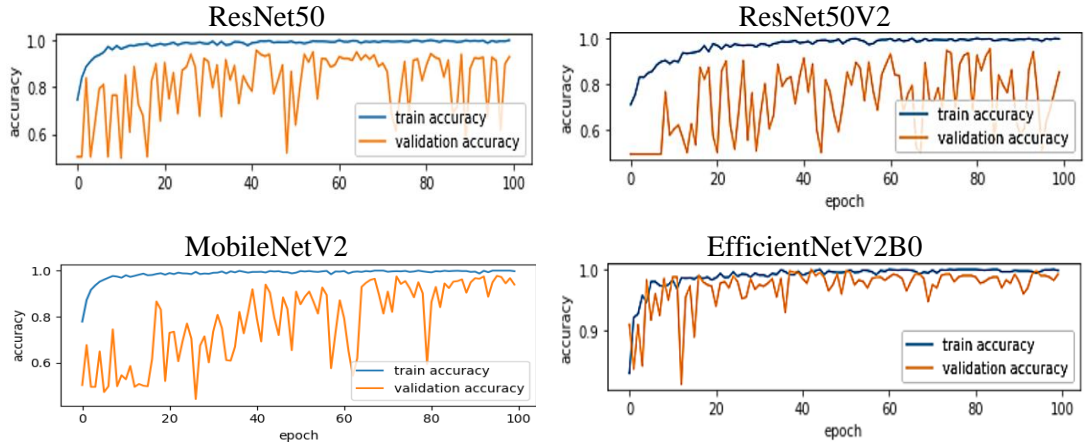 ResNet50
1.0
0.8
0.6
accuracy
train accuracy
validation accuracy
0 20 40 60 80 100
ResNet50V2
1.0
0.8
0.6
accuracy
train accuracy
validation accuracy
0 20 40 60 80 100
epoch
MobileNetV2
1.0
0.8
0.6
accuracy
train accuracy
validation accuracy
0 20 40 60 80 100
epoch
EfficientNetV2B0
1.0
0.9
accuracy
train accuracy
validation accuracy
0 20 40 60 80 100
epoch